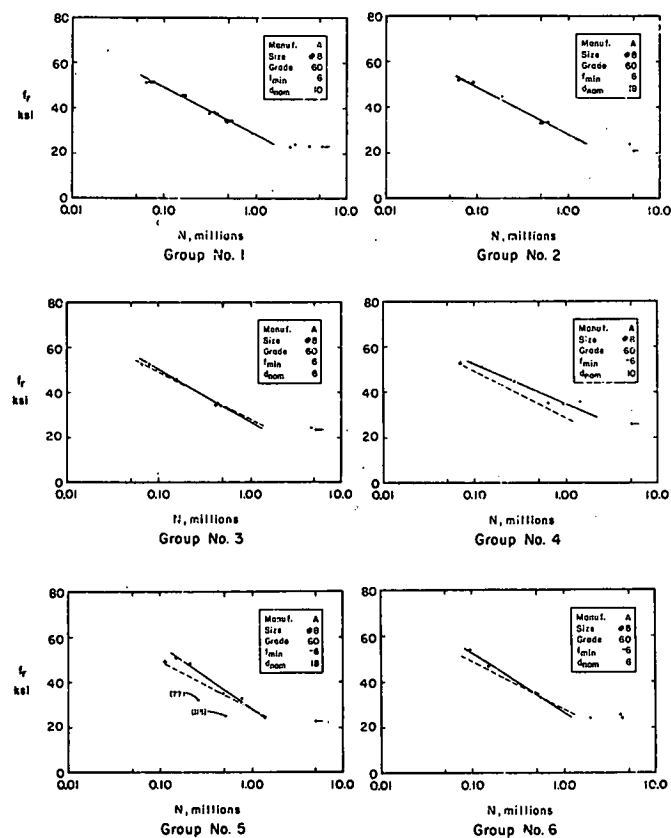 80
60
40
20
0
f_r
ksi
0.01 0.10 1.00 10.0
N, millions
Group No. 1
Manuf. A
Size #8
Grade 60
f_min 6
d_nom 10
80
60
40
20
0
0.01 0.10 1.00 10.0
N, millions
Group No. 2
Manuf. A
Size #8
Grade 60
f_min 6
d_nom 18
80
60
40
20
0
f_r
ksi
0.01 0.10 1.00 10.0
N, millions
Group No. 3
Manuf. A
Size #8
Grade 60
f_min 6
d_nom 6
80
60
40
20
0
0.01 0.10 1.00 10.0
N, millions
Group No. 4
Manuf. A
Size #8
Grade 60
f_min -6
d_nom 10
80
60
40
20
0
f_r
ksi
0.01 0.10 1.00 10.0
N, millions
Group No. 5
Manuf. A
Size #8
Grade 60
f_min -6
d_nom 18
80
60
40
20
0
0.01 0.10 1.00 10.0
N, millions
Group No. 6
Manuf. A
Size #8
Grade 60
f_min -6
d_nom 6